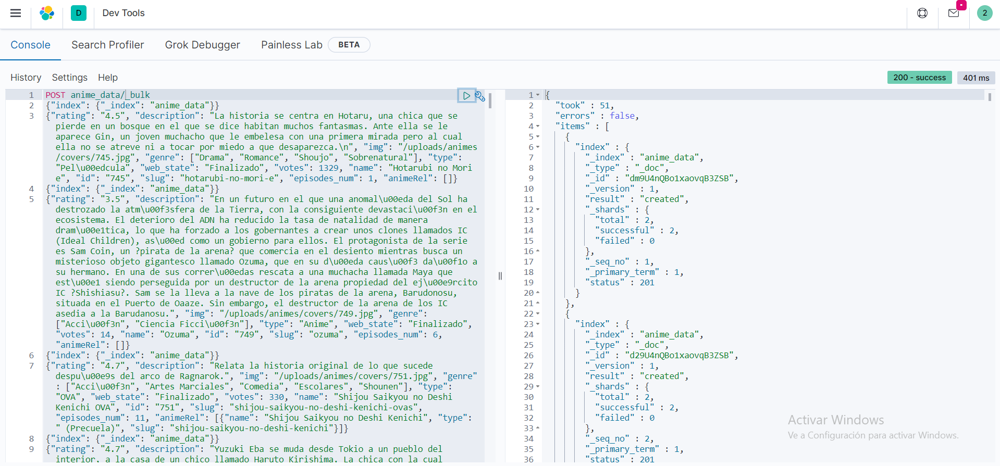 D Dev Tools 2
Console Search Profiler Grok Debugger Painless Lab BETA
History Settings Help 200 - success 401 ms
1 POST anime_data/_bulk
2 {"index": {"_index": "anime_data"}}
3 {"rating": "4.5", "description": "La historia se centra en Hotaru, una chica que se
pierde en un bosque en el que se dice habitan muchos fantasmas. Ante ella se le
aparece Gin, un joven muchacho que le embelesa con una primera mirada pero al cual
ella no se atreve ni a tocar por miedo a que desaparezca.\n", "img": "/uploads/animes
/covers/745.jpg", "genre": ["Drama", "Romance", "Shoujo", "Sobrenatural"], "type":
"Pel\u00edcula", "web_state": "Finalizado", "votes": 1329, "name": "Hotarubi no Mori
e", "id": "745", "slug": "hotarubi-no-mori-e", "episodes_num": 1, "animeRel": []}
4 {"index": {"_index": "anime_data"}}
5 {"rating": "3.5", "description": "En un futuro en el que una anomal\u00eda del Sol ha
destrozado la atm\u00f3sfera de la Tierra, con la consiguiente devastaci\u00f3n en el
ecosistema. El deterioro del ADN ha reducido la tasa de natalidad de manera
dram\u00e1tica, lo que ha forzado a los gobernantes a crear unos clones llamados IC
(Ideal Children), as\u00ed como un gobierno para ellos. El protagonista de la serie
es Sam Coin, un ?pirata de la arena? que comercia en el desiento mientras busca un
misterioso objeto gigantesco llamado Ozuma, que en su d\u00eda caus\u00f3 da\u00f1o a
su hermano. En una de sus correr\u00edas rescata a una muchacha llamada Maya que
est\u00e1 siendo perseguida por un destructor de la arena propiedad del ej\u00e9rcito
IC ?Shishiasu?. Sam se la lleva a la nave de los piratas de la arena, Barudonosu,
situada en el Puerto de Oaaze. Sin embargo, el destructor de la arena de los IC
asedia a la Barudanosu.", "img": "/uploads/animes/covers/749.jpg", "genre":
["Acci\u00f3n", "Ciencia Ficci\u00f3n"], "type": "Anime", "web_state": "Finalizado",
"votes": 14, "name": "Ozuma", "id": "749", "slug": "ozuma", "episodes_num": 6,
"animeRel": []}
6 {"index": {"_index": "anime_data"}}
7 {"rating": "4.7", "description": "Relata la historia original de lo que sucede
despu\u00e9s del arco de Ragnarok.", "img": "/uploads/animes/covers/751.jpg", "genre"
: ["Acci\u00f3n", "Artes Marciales", "Comedia", "Escolares", "Shounen"], "type":
"OVA", "web_state": "Finalizado", "votes": 330, "name": "Shijou Saikyou no Deshi
Kenichi OVA", "id": "751", "slug": "shijou-saikyou-no-deshi-kenichi-ovas",
"episodes_num": 11, "animeRel": [{"name": "Shijou Saikyou no Deshi Kenichi", "type":
" (Precuela)", "slug": "shijou-saikyou-no-deshi-kenichi"}]}
8 {"index": {"_index": "anime_data"}}
9 {"rating": "4.7", "description": "Yuzuki Eba se muda desde Tokio a un pueblo del
interior, a la casa de un chico llamado Haruto Kirishima. La chica con la cual
1 {
2 "took" : 51,
3 "errors" : false,
4 "items" : [
5 {
6 "index" : {
7 "_index" : "anime_data",
8 "_type" : "_doc",
9 "_id" : "dm9U4nQBo1xaovqB3ZSB",
10 "_version" : 1,
11 "result" : "created",
12 "_shards" : {
13 "total" : 2,
14 "successful" : 2,
15 "failed" : 0
16 },
17 "_seq_no" : 1,
18 "_primary_term" : 1,
19 "status" : 201
20 }
21 },
22 {
23 "index" : {
24 "_index" : "anime_data",
25 "_type" : "_doc",
26 "_id" : "d29U4nQBo1xaovqB3ZSB",
27 "_version" : 1,
28 "result" : "created",
29 "_shards" : {
30 "total" : 2,
31 "successful" : 2,
32 "failed" : 0
33 },
34 "_seq_no" : 2,
35 "_primary_term" : 1,
36 "status" : 201
Activar Windows
Ve a Configuración para activar Windows.